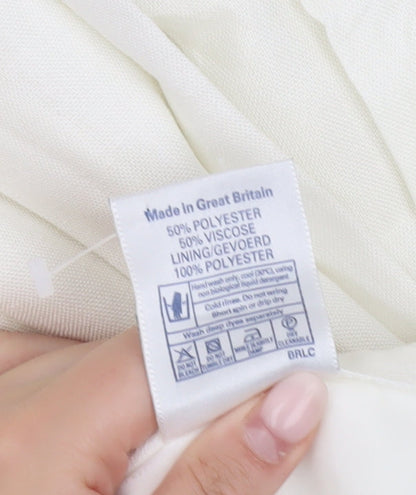 Made in Great Britain
50% POLYESTER
50% VISCOSE
LINING/GEVOERD
100% POLYESTER
Hand wash only, cool (30°C), using
non biological liquid detergent
Cold rinse. Do not wring
Short spin or drip dry
Wash deep dyes separately
DO NOT
BLEACH
DO NOT
TUMBLE DRY
WHILE SLIGHTLY
DAMP
DRY
CLEANABLE
BRLC